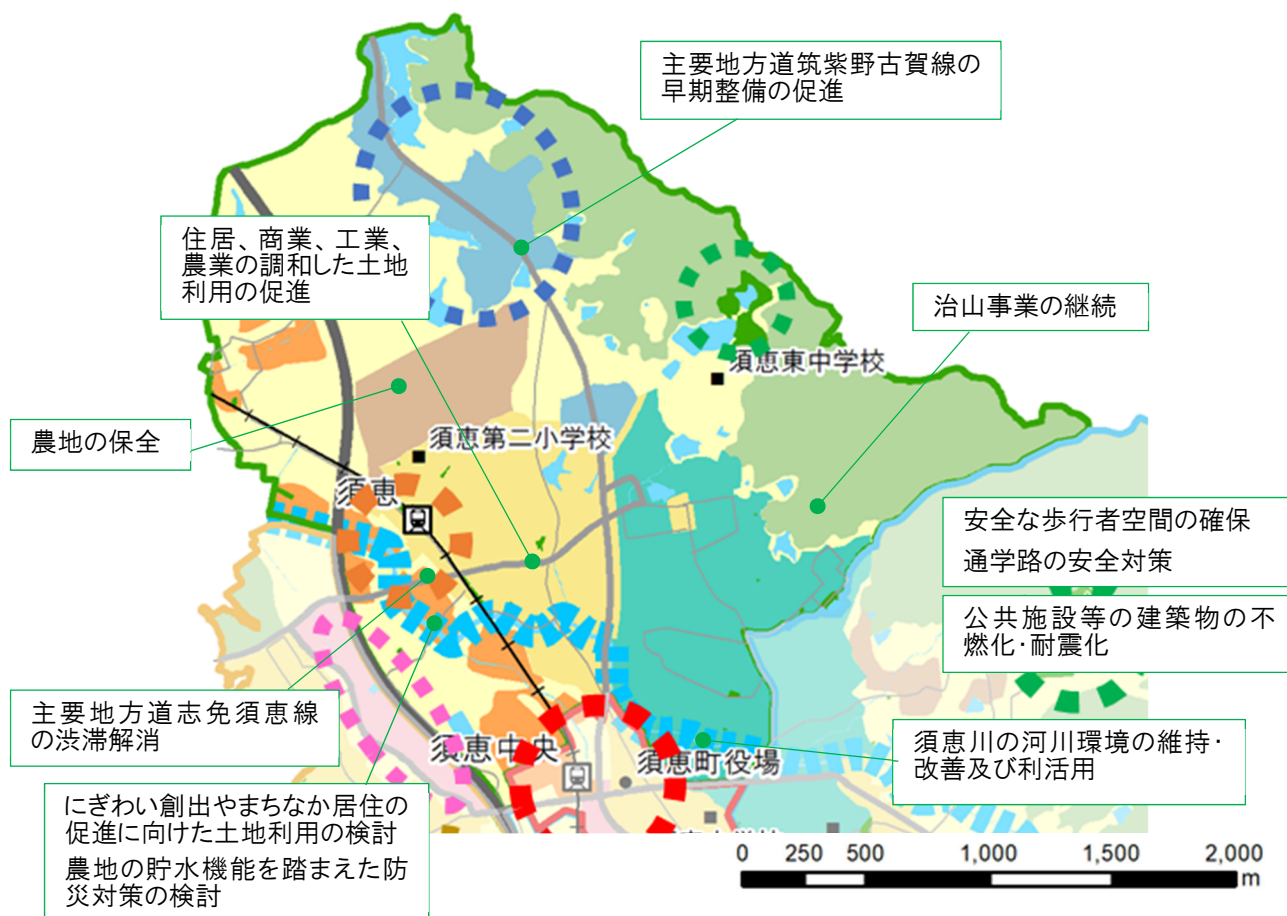 主要地方道筑紫野古賀線の
早期整備の促進
住居、商業、工業、
農業の調和した土地
利用の促進
治山事業の継続
須恵東中学校
農地の保全
須恵第二小学校
須恵
安全な歩行者空間の確保
通学路の安全対策
公共施設等の建築物の不
燃化・耐震化
主要地方道志免須恵線
の渋滞解消
須恵中央
須恵町役場
須恵川の河川環境の維持・
改善及び利活用
にぎわい創出やまちなか居住の
促進に向けた土地利用の検討
農地の貯水機能を踏まえた防
災対策の検討
0 250 500 1,000 1,500 2,000
m